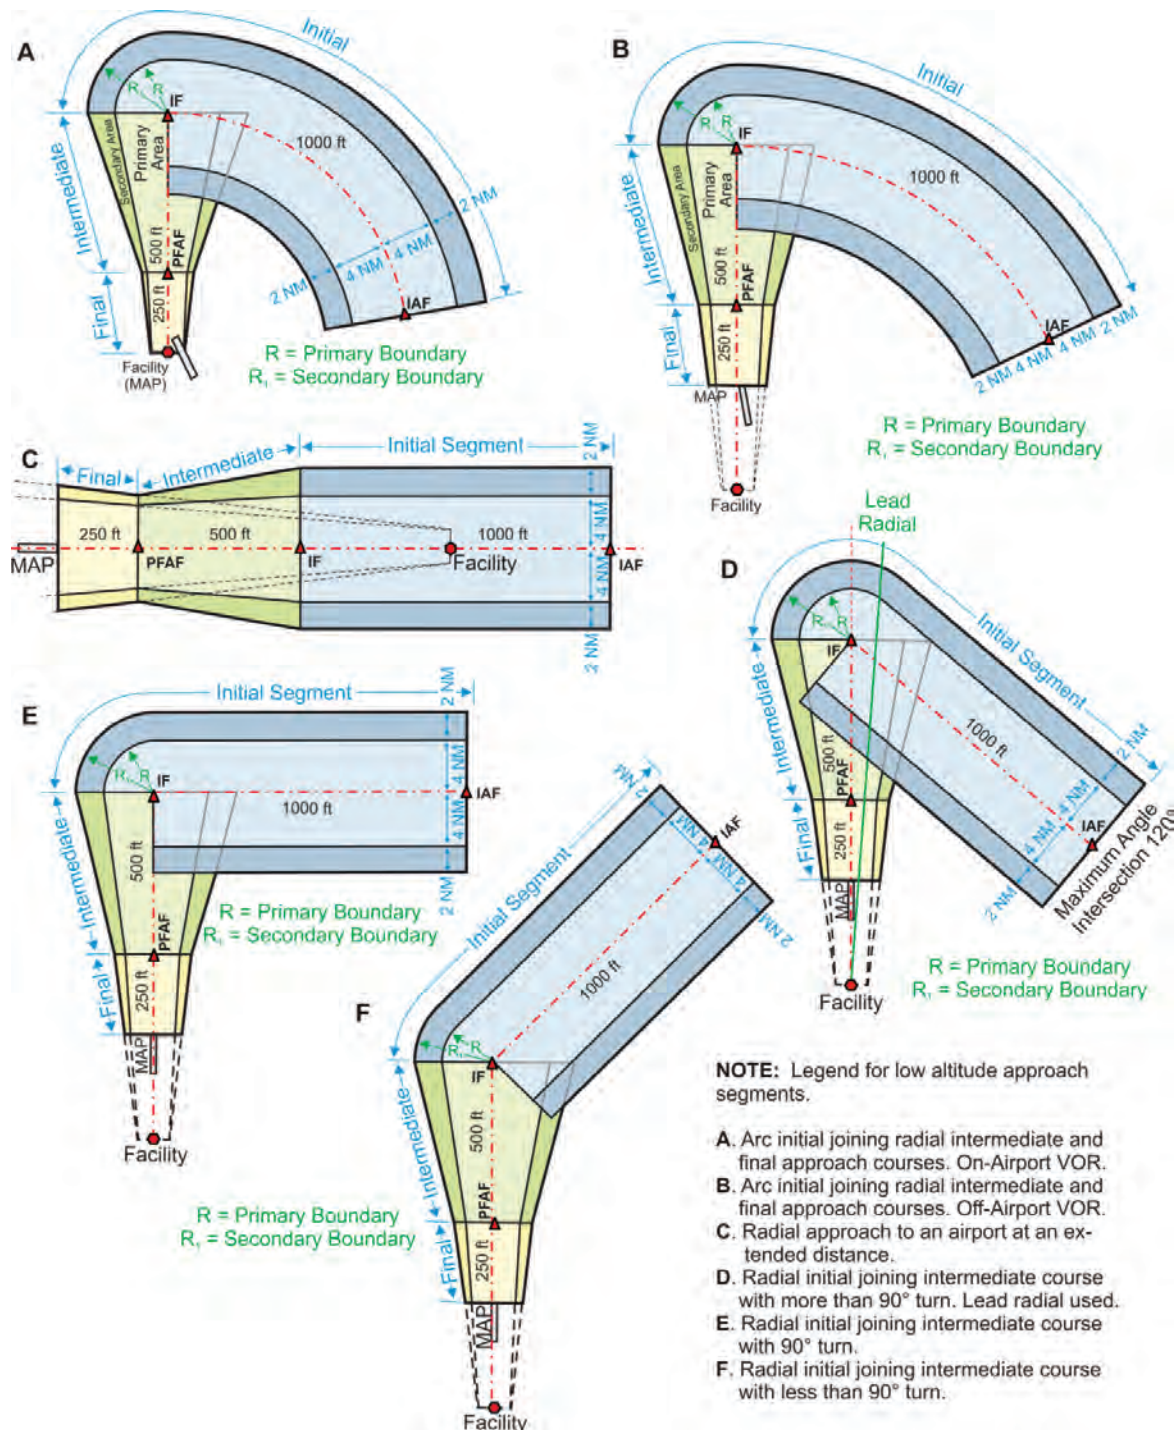 A
Initial
R₁
R
IF
Intermediate
Secondary Area
Primary Area
1000 ft
2 NM
4 NM
4 NM
2 NM
500 ft
PFAF
IAF
Final
250 ft
Facility
(MAP)
R = Primary Boundary
R₁ = Secondary Boundary
B
Initial
R₁
R
IF
Intermediate
Secondary Area
Primary Area
1000 ft
500 ft
PFAF
IAF
2 NM
4 NM
4 NM
2 NM
Final
250 ft
MAP
Facility
R = Primary Boundary
R₁ = Secondary Boundary
C
Final
Intermediate
Initial Segment
2 NM
4 NM
4 NM
2 NM
250 ft
500 ft
1000 ft
MAP
PFAF
IF
Facility
IAF
Lead
Radial
D
Initial Segment
R₁
R
IF
Intermediate
1000 ft
2 NM
4 NM
4 NM
2 NM
500 ft
PFAF
IAF
Final
250 ft
MAP
Maximum Angle
Intersection 120º
Facility
R = Primary Boundary
R₁ = Secondary Boundary
E
Initial Segment
2 NM
4 NM
4 NM
2 NM
R₁
R
IF
IAF
1000 ft
Intermediate
500 ft
PFAF
R = Primary Boundary
R₁ = Secondary Boundary
Final
250 ft
MAP
Facility
F
Initial Segment
2 NM
4 NM
4 NM
2 NM
IAF
1000 ft
R₁
R
IF
Intermediate
500 ft
PFAF
R = Primary Boundary
R₁ = Secondary Boundary
Final
250 ft
MAP
Facility
NOTE: Legend for low altitude approach
segments.
A. Arc initial joining radial intermediate and
final approach courses. On-Airport VOR.
B. Arc initial joining radial intermediate and
final approach courses. Off-Airport VOR.
C. Radial approach to an airport at an ex-
tended distance.
D. Radial initial joining intermediate course
with more than 90° turn. Lead radial used.
E. Radial initial joining intermediate course
with 90° turn.
F. Radial initial joining intermediate course
with less than 90° turn.